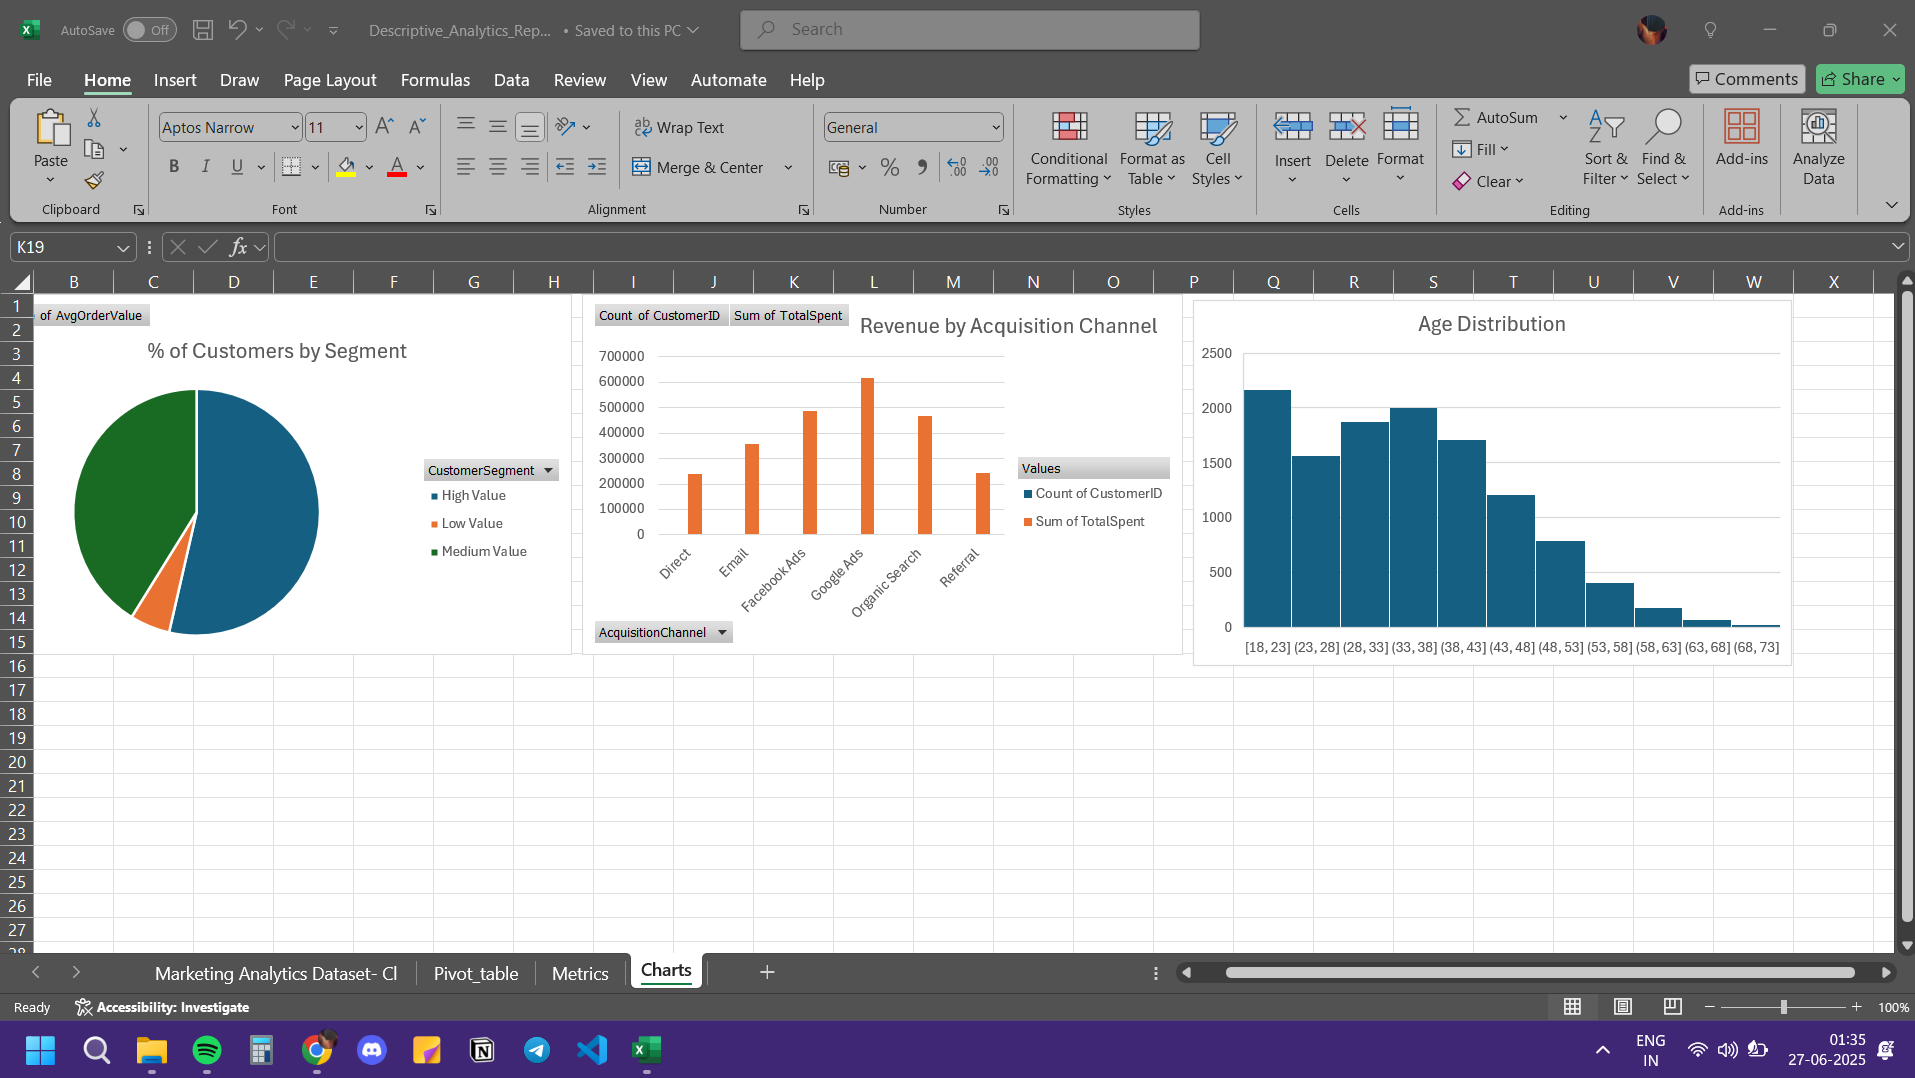 AutoSave Off Descriptive_Analytics_Rep... • Saved to this PC Search
File Home Insert Draw Page Layout Formulas Data Review View Automate Help Comments Share
Paste
Clipboard
Aptos Narrow 11
B I U A
Font
Wrap Text
Merge & Center
Alignment
General
Number
Conditional Formatting
Format as Table
Cell Styles
Styles
Insert Delete Format
Cells
AutoSum
Fill
Clear
Sort & Filter
Find & Select
Editing
Add-ins
Add-ins
Analyze Data
K19 fx
B C D E F G H I J K L M N O P Q R S T U V W X
1
2
3
4
5
6
7
8
9
10
11
12
13
14
15
16
17
18
19
20
21
22
23
24
25
26
27
28
of AvgOrderValue
% of Customers by Segment
CustomerSegment
High Value
Low Value
Medium Value
Count of CustomerID Sum of TotalSpent
Revenue by Acquisition Channel
700000
600000
500000
400000
300000
200000
100000
0
Direct Email Facebook Ads Google Ads Organic Search Referral
Values
Count of CustomerID
Sum of TotalSpent
AcquisitionChannel
Age Distribution
2500
2000
1500
1000
500
0
[18, 23] (23, 28] (28, 33] (33, 38] (38, 43] (43, 48] (48, 53] (53, 58] (58, 63] (63, 68] (68, 73]
Marketing Analytics Dataset- Cl Pivot_table Metrics Charts
Ready Accessibility: Investigate 100%
ENG
IN
01:35
27-06-2025